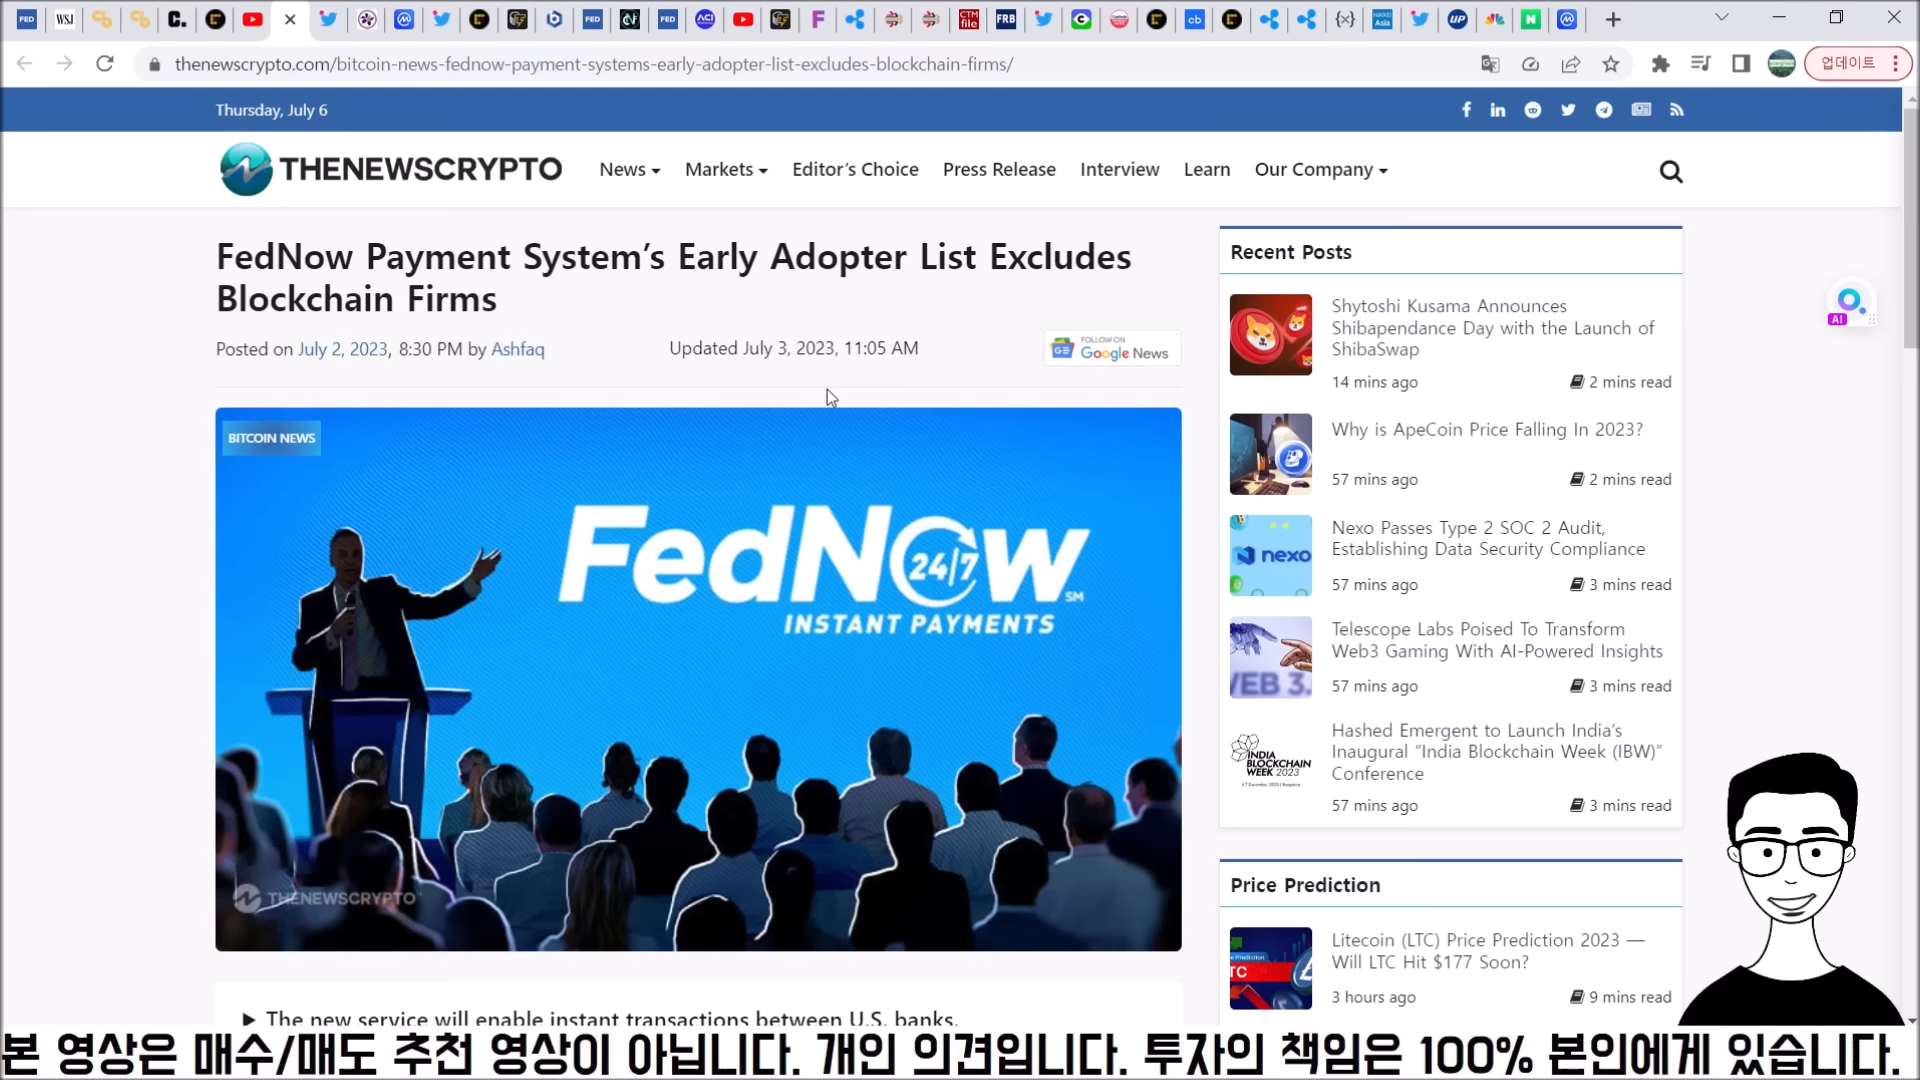 thenewscrypto.com/bitcoin-news-fednow-payment-systems-early-adopter-list-excludes-blockchain-firms/
업데이트
Thursday, July 6
THENEWSCRYPTO
News
Markets
Editor's Choice
Press Release
Interview
Learn
Our Company
FedNow Payment System's Early Adopter List Excludes
Blockchain Firms
Posted on July 2, 2023, 8:30 PM by Ashfaq
Updated July 3, 2023, 11:05 AM
FOLLOW ON
Google News
BITCOIN NEWS
FedNow
24/7
SM
INSTANT PAYMENTS
THENEWSCRYPTO
▶ The new service will enable instant transactions between U.S. banks.
Recent Posts
Shytoshi Kusama Announces
Shibapendance Day with the Launch of
ShibaSwap
14 mins ago
2 mins read
Why is ApeCoin Price Falling In 2023?
57 mins ago
2 mins read
nexo
Nexo Passes Type 2 SOC 2 Audit,
Establishing Data Security Compliance
57 mins ago
3 mins read
WEB 3.
Telescope Labs Poised To Transform
Web3 Gaming With AI-Powered Insights
57 mins ago
3 mins read
INDIA
BLOCKCHAIN
WEEK 2023
Hashed Emergent to Launch India's
Inaugural "India Blockchain Week (IBW)"
Conference
57 mins ago
3 mins read
AI
Price Prediction
Litecoin (LTC) Price Prediction 2023 —
Will LTC Hit $177 Soon?
3 hours ago
9 mins read
본 영상은 매수/매도 추천 영상이 아닙니다. 개인 의견입니다. 투자의 책임은 100% 본인에게 있습니다.